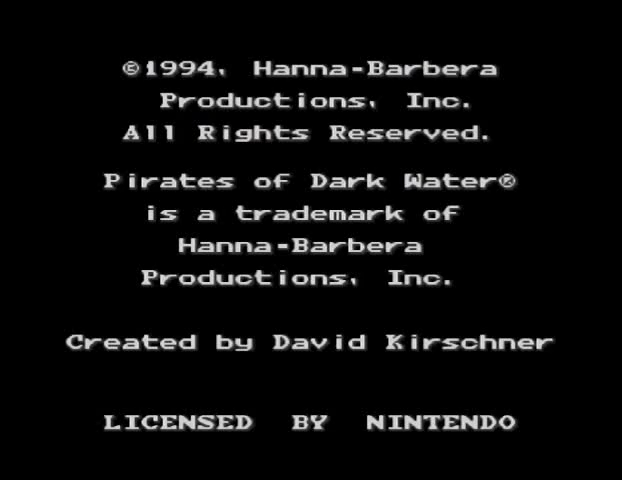 ©1994, Hanna-Barbera
Productions, Inc.
All Rights Reserved.
Pirates of Dark Water®
is a trademark of
Hanna-Barbera
Productions, Inc.
Created by David Kirschner
LICENSED BY NINTENDO